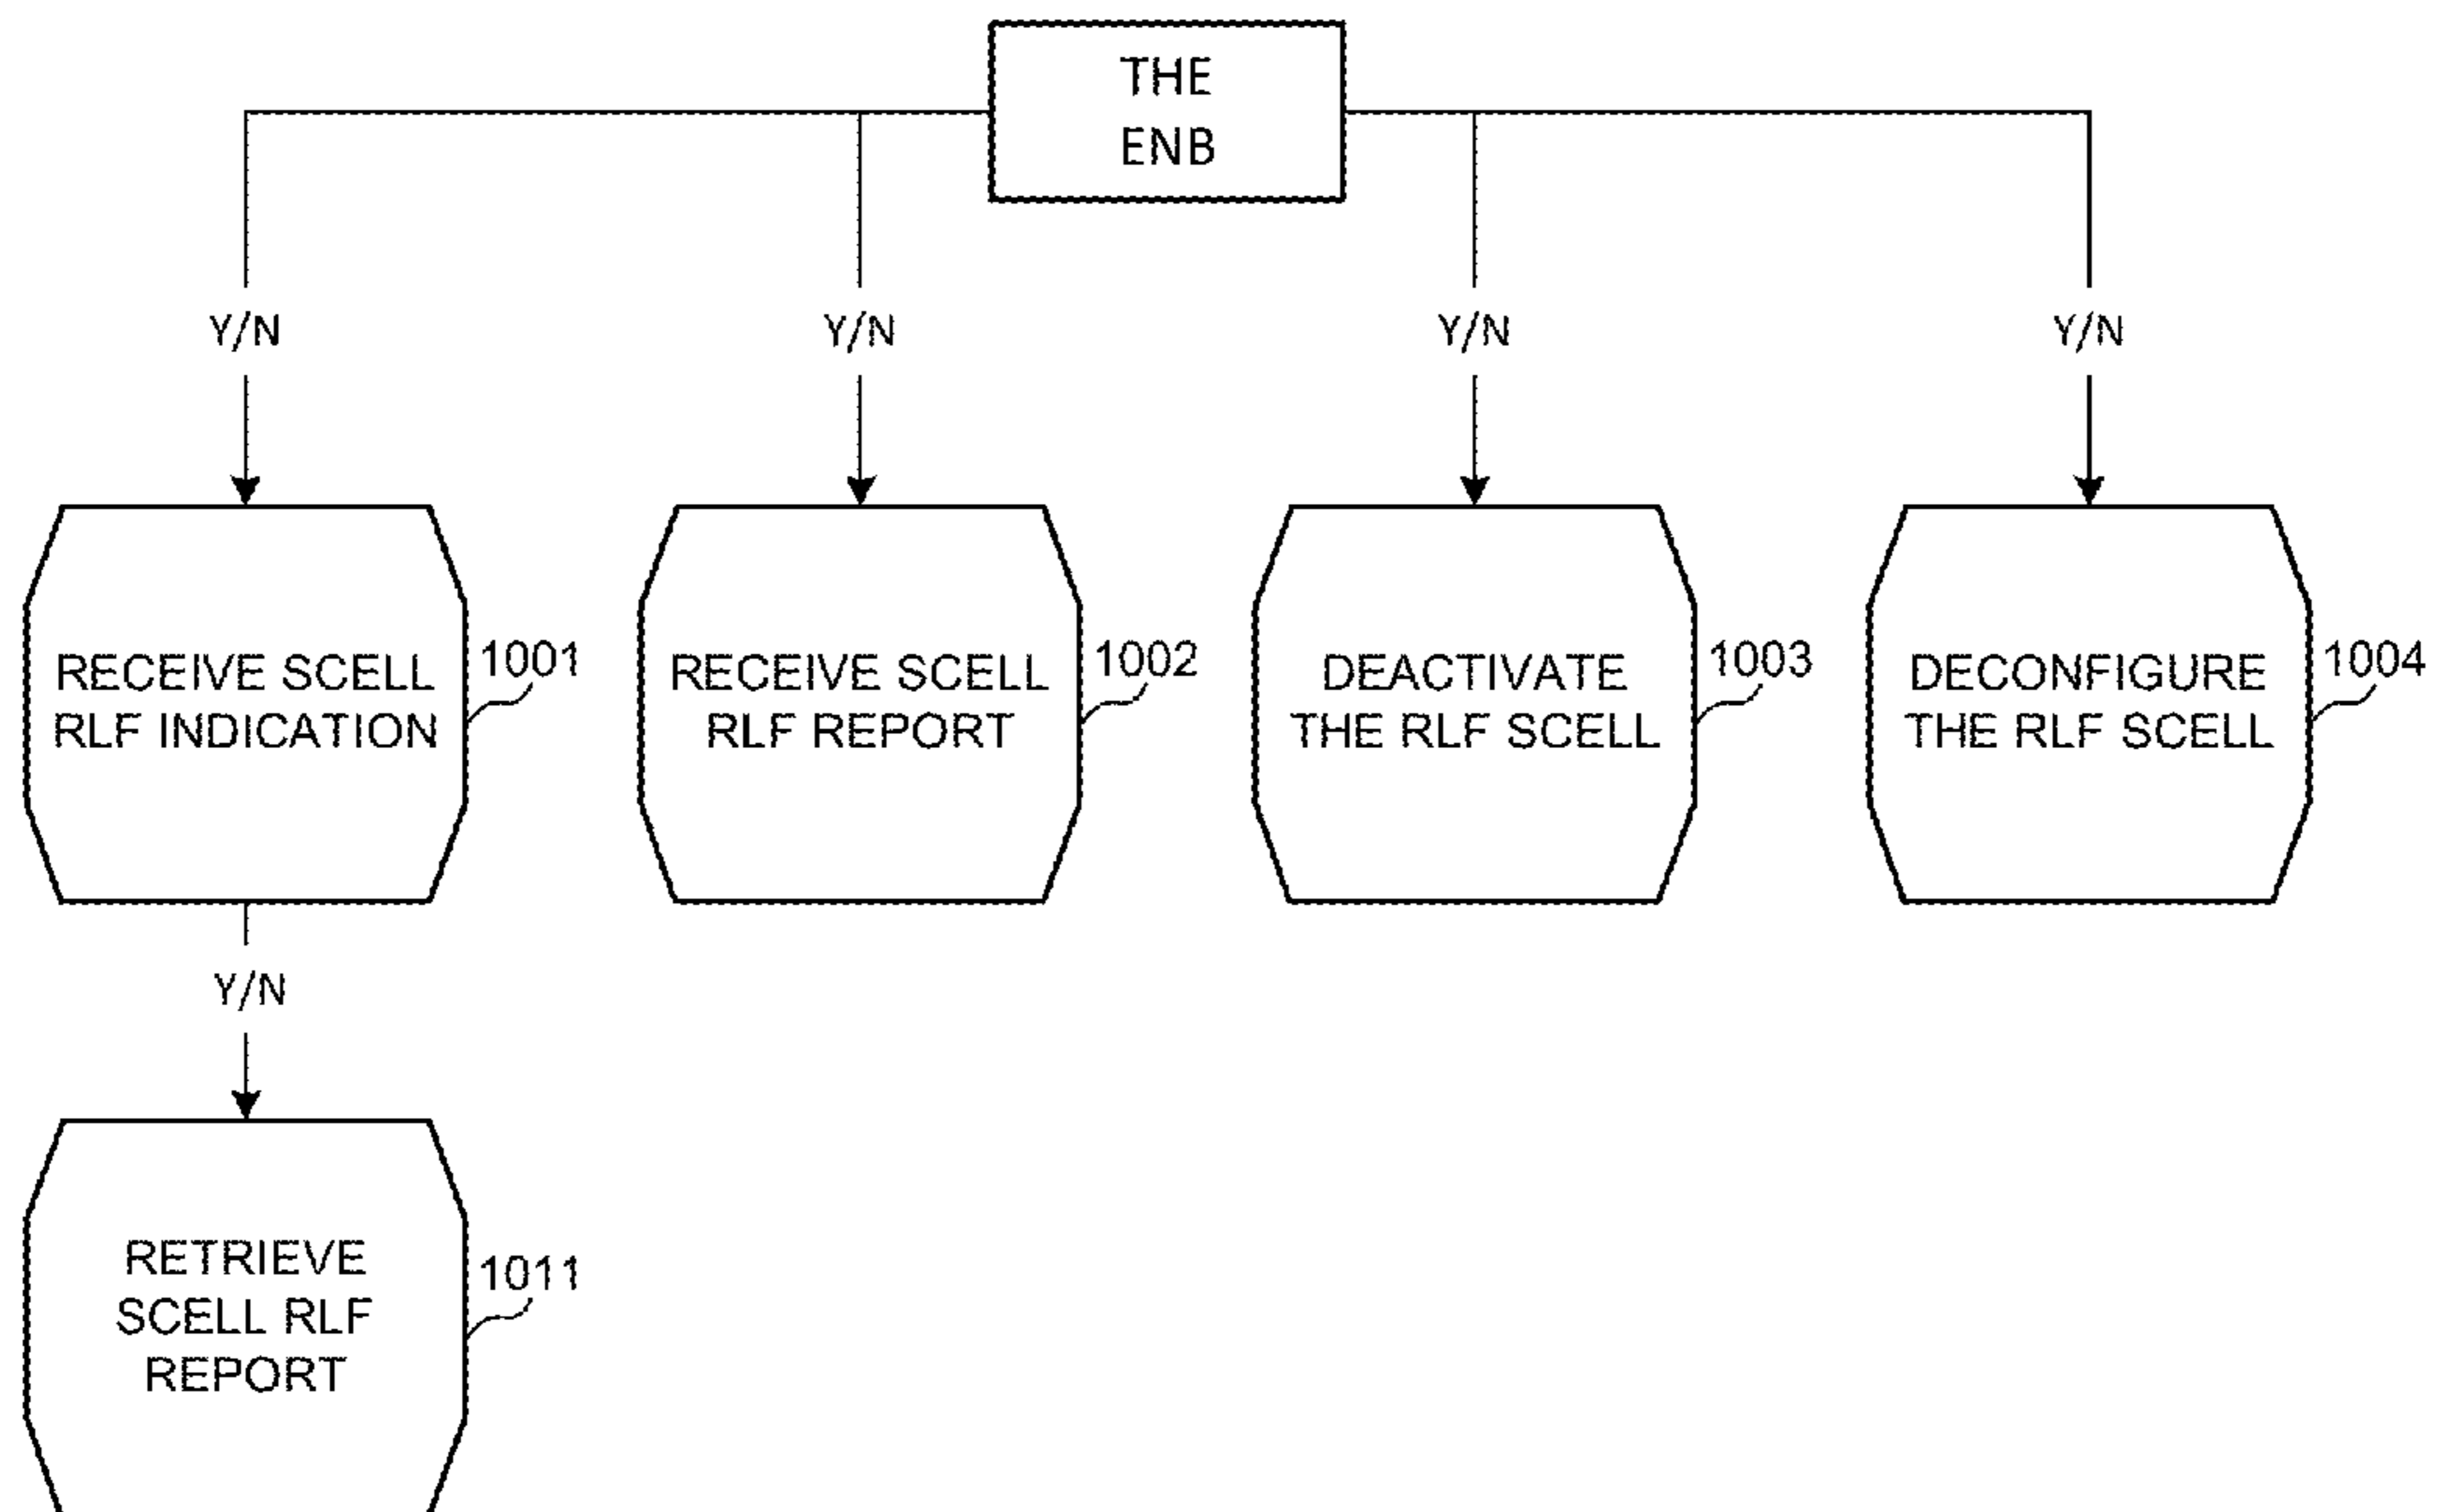 THE
ENB
Y/N
Y/N
Y/N
Y/N
RECEIVE SCELL
RLF INDICATION
1001
RECEIVE SCELL
RLF REPORT
1002
DEACTIVATE
THE RLF SCELL
1003
DECONFIGURE
THE RLF SCELL
1004
Y/N
RETRIEVE
SCELL RLF
REPORT
1011